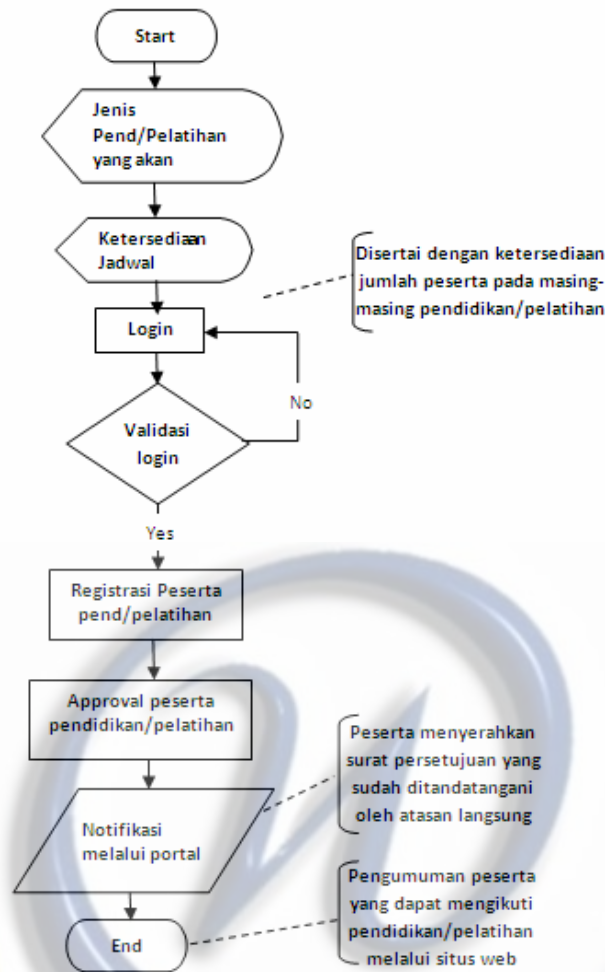 Start
Jenis
Pend/Pelatihan
yang akan
Ketersediaan
Jadwal
Disertai dengan ketersediaan
jumlah peserta pada masing-
masing pendidikan/pelatihan
Login
No
Validasi
login
Yes
Registrasi Peserta
pend/pelatihan
Approval peserta
pendidikan/pelatihan
Peserta menyerahkan
surat persetujuan yang
sudah ditandatangani
oleh atasan langsung
Notifikasi
melalui portal
Pengumuman peserta
yang dapat mengikuti
pendidikan/pelatihan
melalui situs web
End